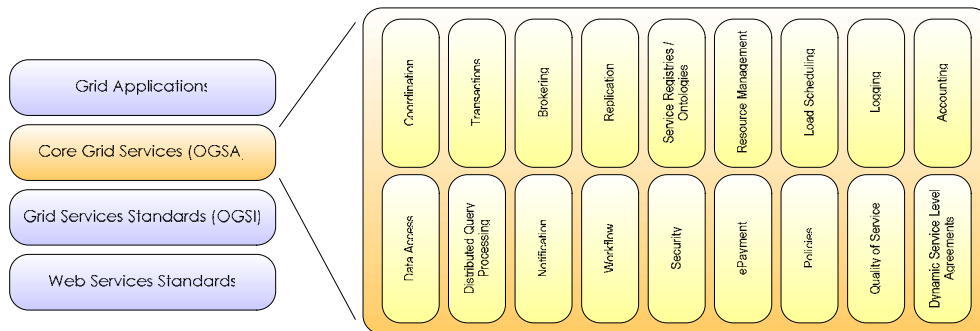 Grid Applications
Core Grid Services (OGSA)
Grid Services Standards (OGSI)
Web Services Standards
Coordination
Transactions
Brokering
Replication
Service Registries /
Ontologies
Resource Management
Load Scheduling
Logging
Accounting
Data Access
Distributed Query
Processing
Notification
Workflow
Security
ePayment
Policies
Quality of Service
Dynamic Service Level
Agreements